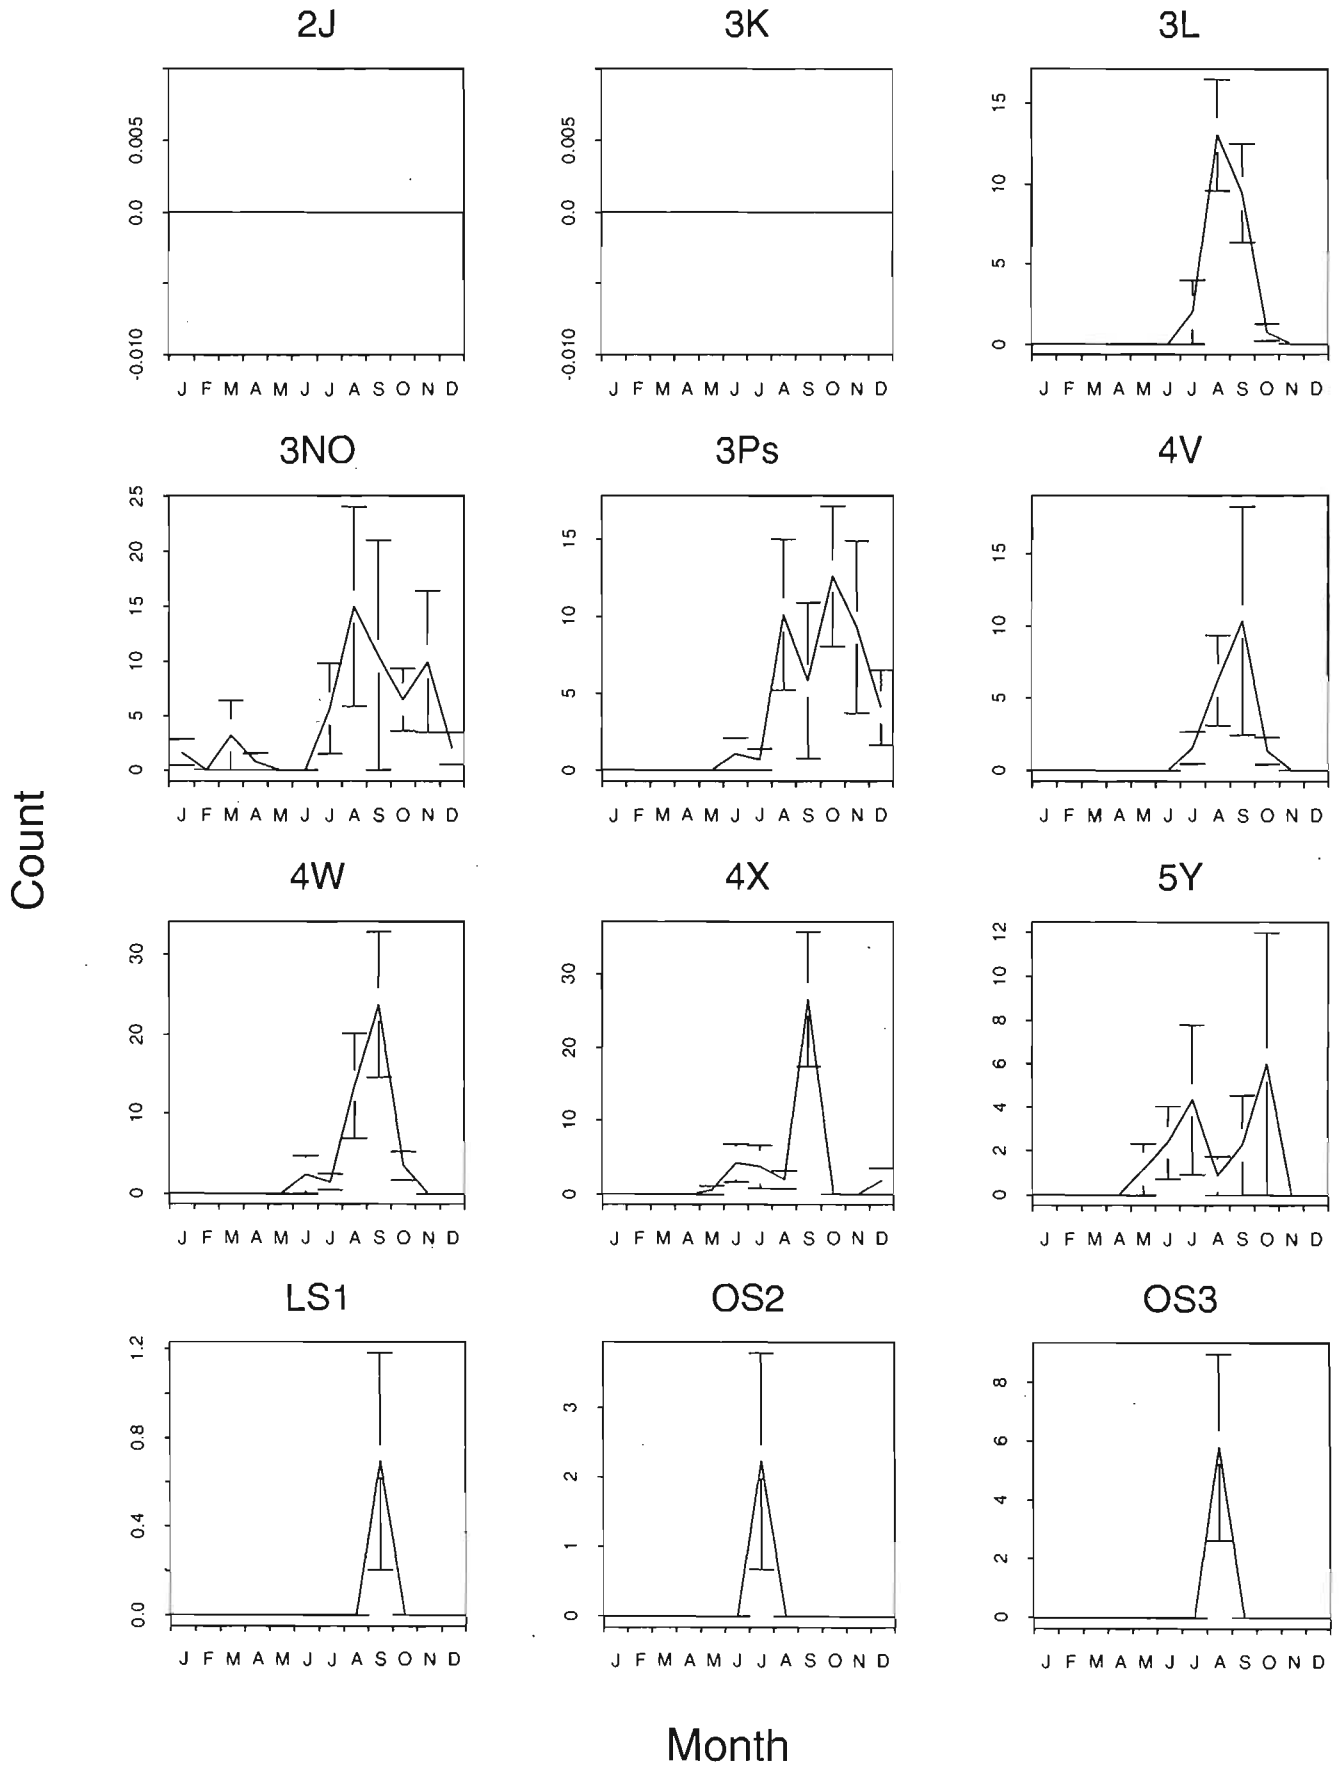 2J
3K
3L
-0.010 0.0 0.005
J F M A M J J A S O N D
-0.010 0.0 0.005
J F M A M J J A S O N D
0 5 10 15
J F M A M J J A S O N D
3NO
3Ps
4V
0 5 10 15 20 25
J F M A M J J A S O N D
0 5 10 15
J F M A M J J A S O N D
0 5 10 15
J F M A M J J A S O N D
Count
4W
4X
5Y
0 10 20 30
J F M A M J J A S O N D
0 10 20 30
J F M A M J J A S O N D
0 2 4 6 8 10 12
J F M A M J J A S O N D
LS1
OS2
OS3
0.0 0.4 0.8 1.2
J F M A M J J A S O N D
0 1 2 3
J F M A M J J A S O N D
0 2 4 6 8
J F M A M J J A S O N D
Month